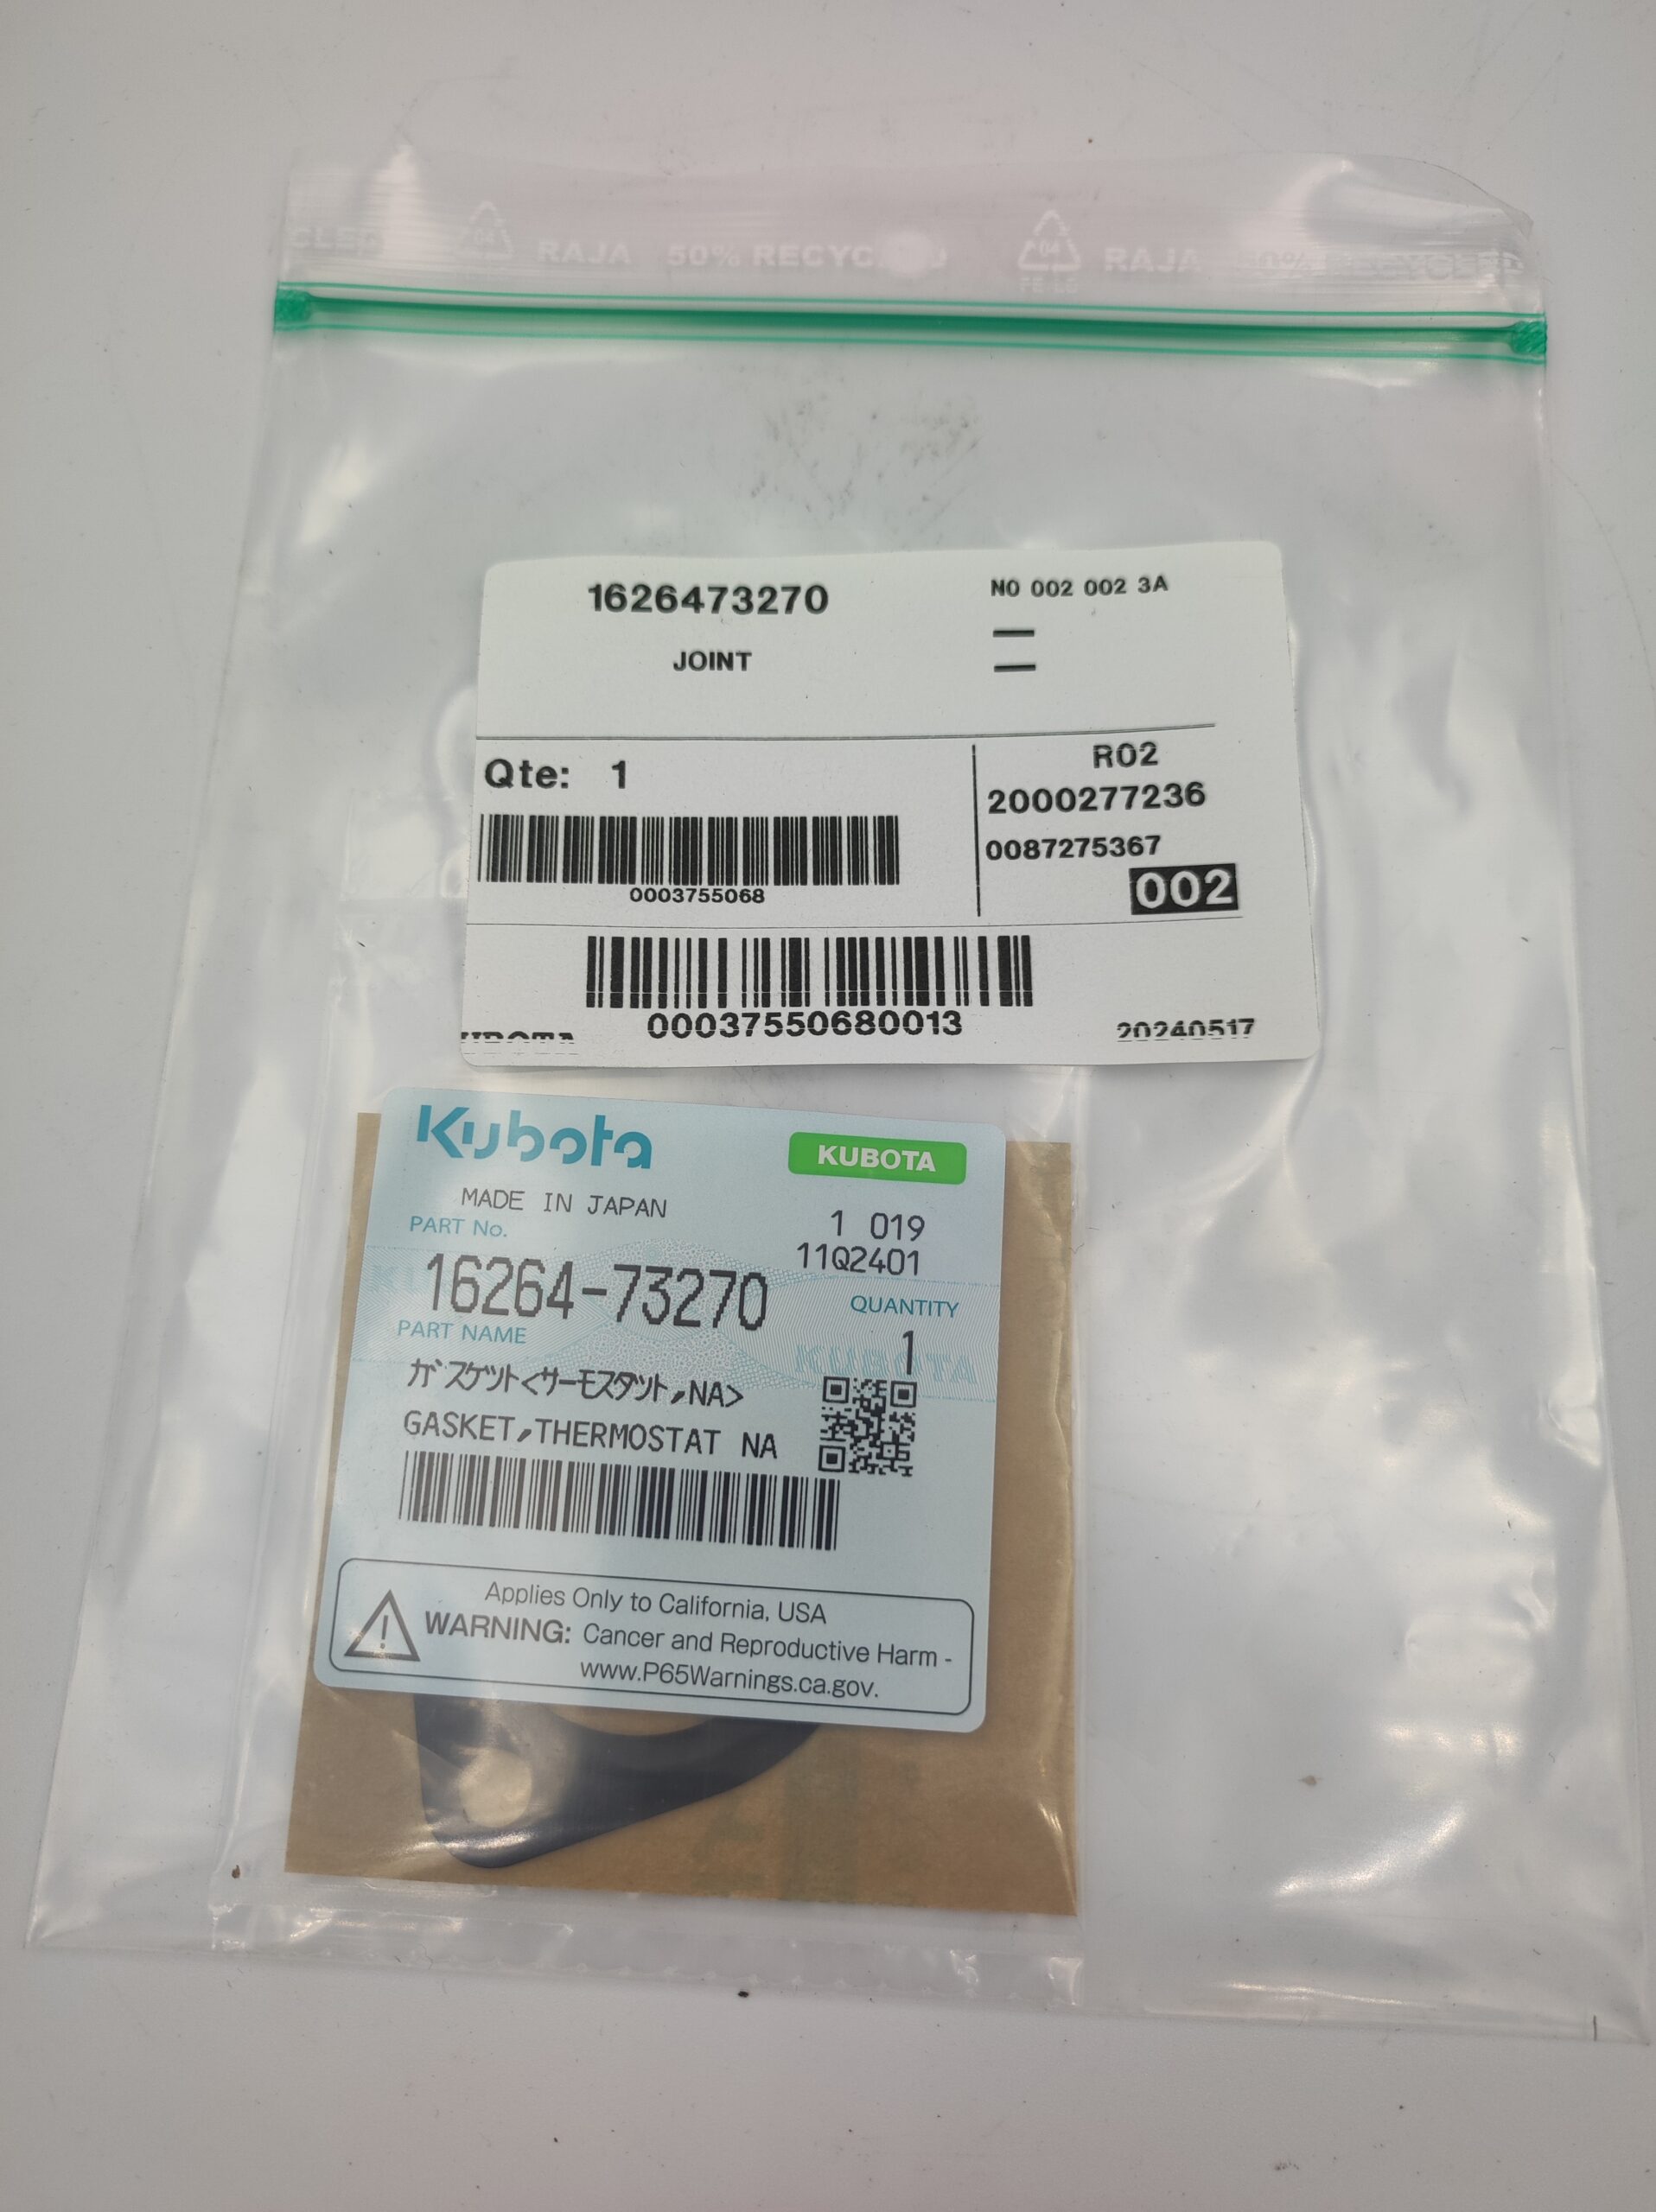 RAJA 50% RECYC
RAJA
1626473270
N0 002 002 3A
JOINT
Qte: 1
R02
2000277236
0087275367
002
0003755068
00037550680013
20240517
Kubota
KUBOTA
MADE IN JAPAN
1 019
PART No.
11Q2401
16264-73270
QUANTITY
1
PART NAME
ガスケット<サーモスタット,NA>
GASKET,THERMOSTAT NA
Applies Only to California, USA
WARNING: Cancer and Reproductive Harm -
www.P65Warnings.ca.gov.